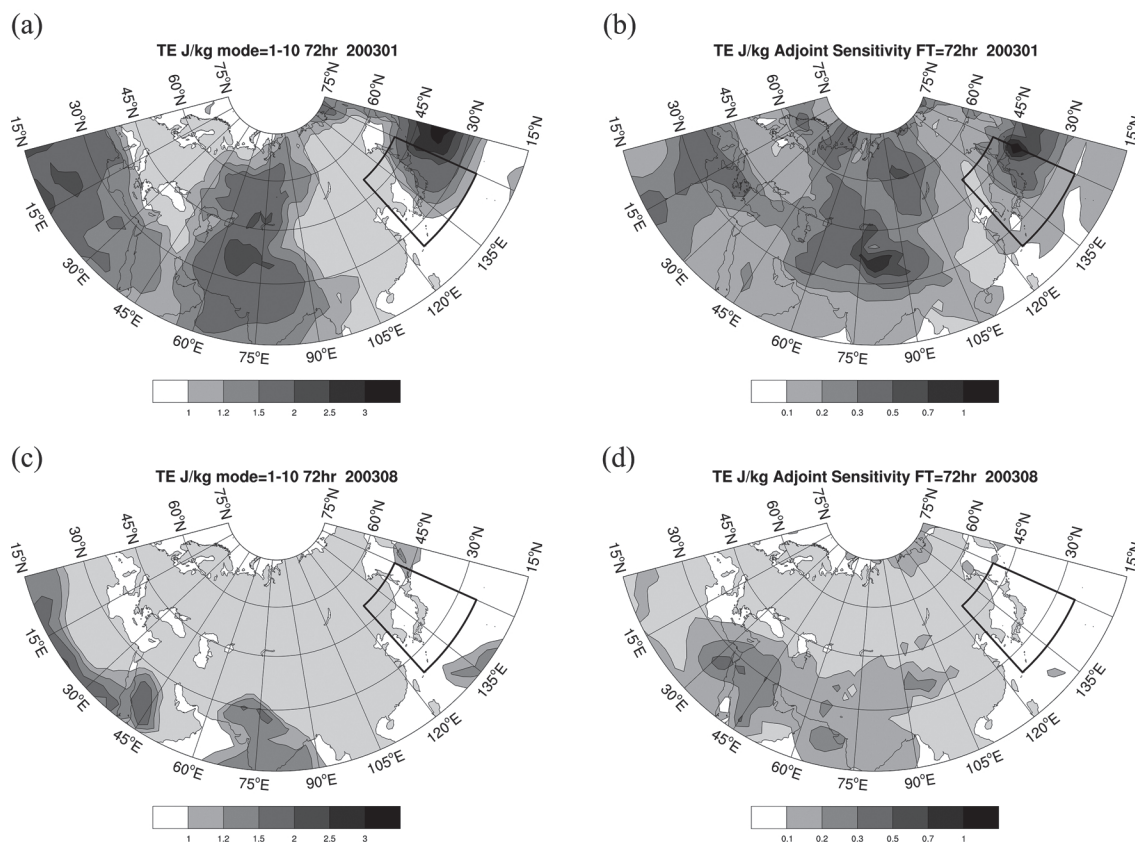 (a)
TE J/kg mode=1-10 72hr 200301
15°N
30°N
45°N
60°N
75°N
75°N
60°N
45°N
30°N
15°N
15°E
30°E
45°E
60°E
75°E
90°E
105°E
120°E
135°E
1 1.2 1.5 2 2.5 3
(b)
TE J/kg Adjoint Sensitivity FT=72hr 200301
15°N
30°N
45°N
60°N
75°N
75°N
60°N
45°N
30°N
15°N
15°E
30°E
45°E
60°E
75°E
90°E
105°E
120°E
135°E
0.1 0.2 0.3 0.5 0.7 1
(c)
TE J/kg mode=1-10 72hr 200308
15°N
30°N
45°N
60°N
75°N
75°N
60°N
45°N
30°N
15°N
15°E
30°E
45°E
60°E
75°E
90°E
105°E
120°E
135°E
1 1.2 1.5 2 2.5 3
(d)
TE J/kg Adjoint Sensitivity FT=72hr 200308
15°N
30°N
45°N
60°N
75°N
75°N
60°N
45°N
30°N
15°N
15°E
30°E
45°E
60°E
75°E
90°E
105°E
120°E
135°E
0.1 0.2 0.3 0.5 0.7 1